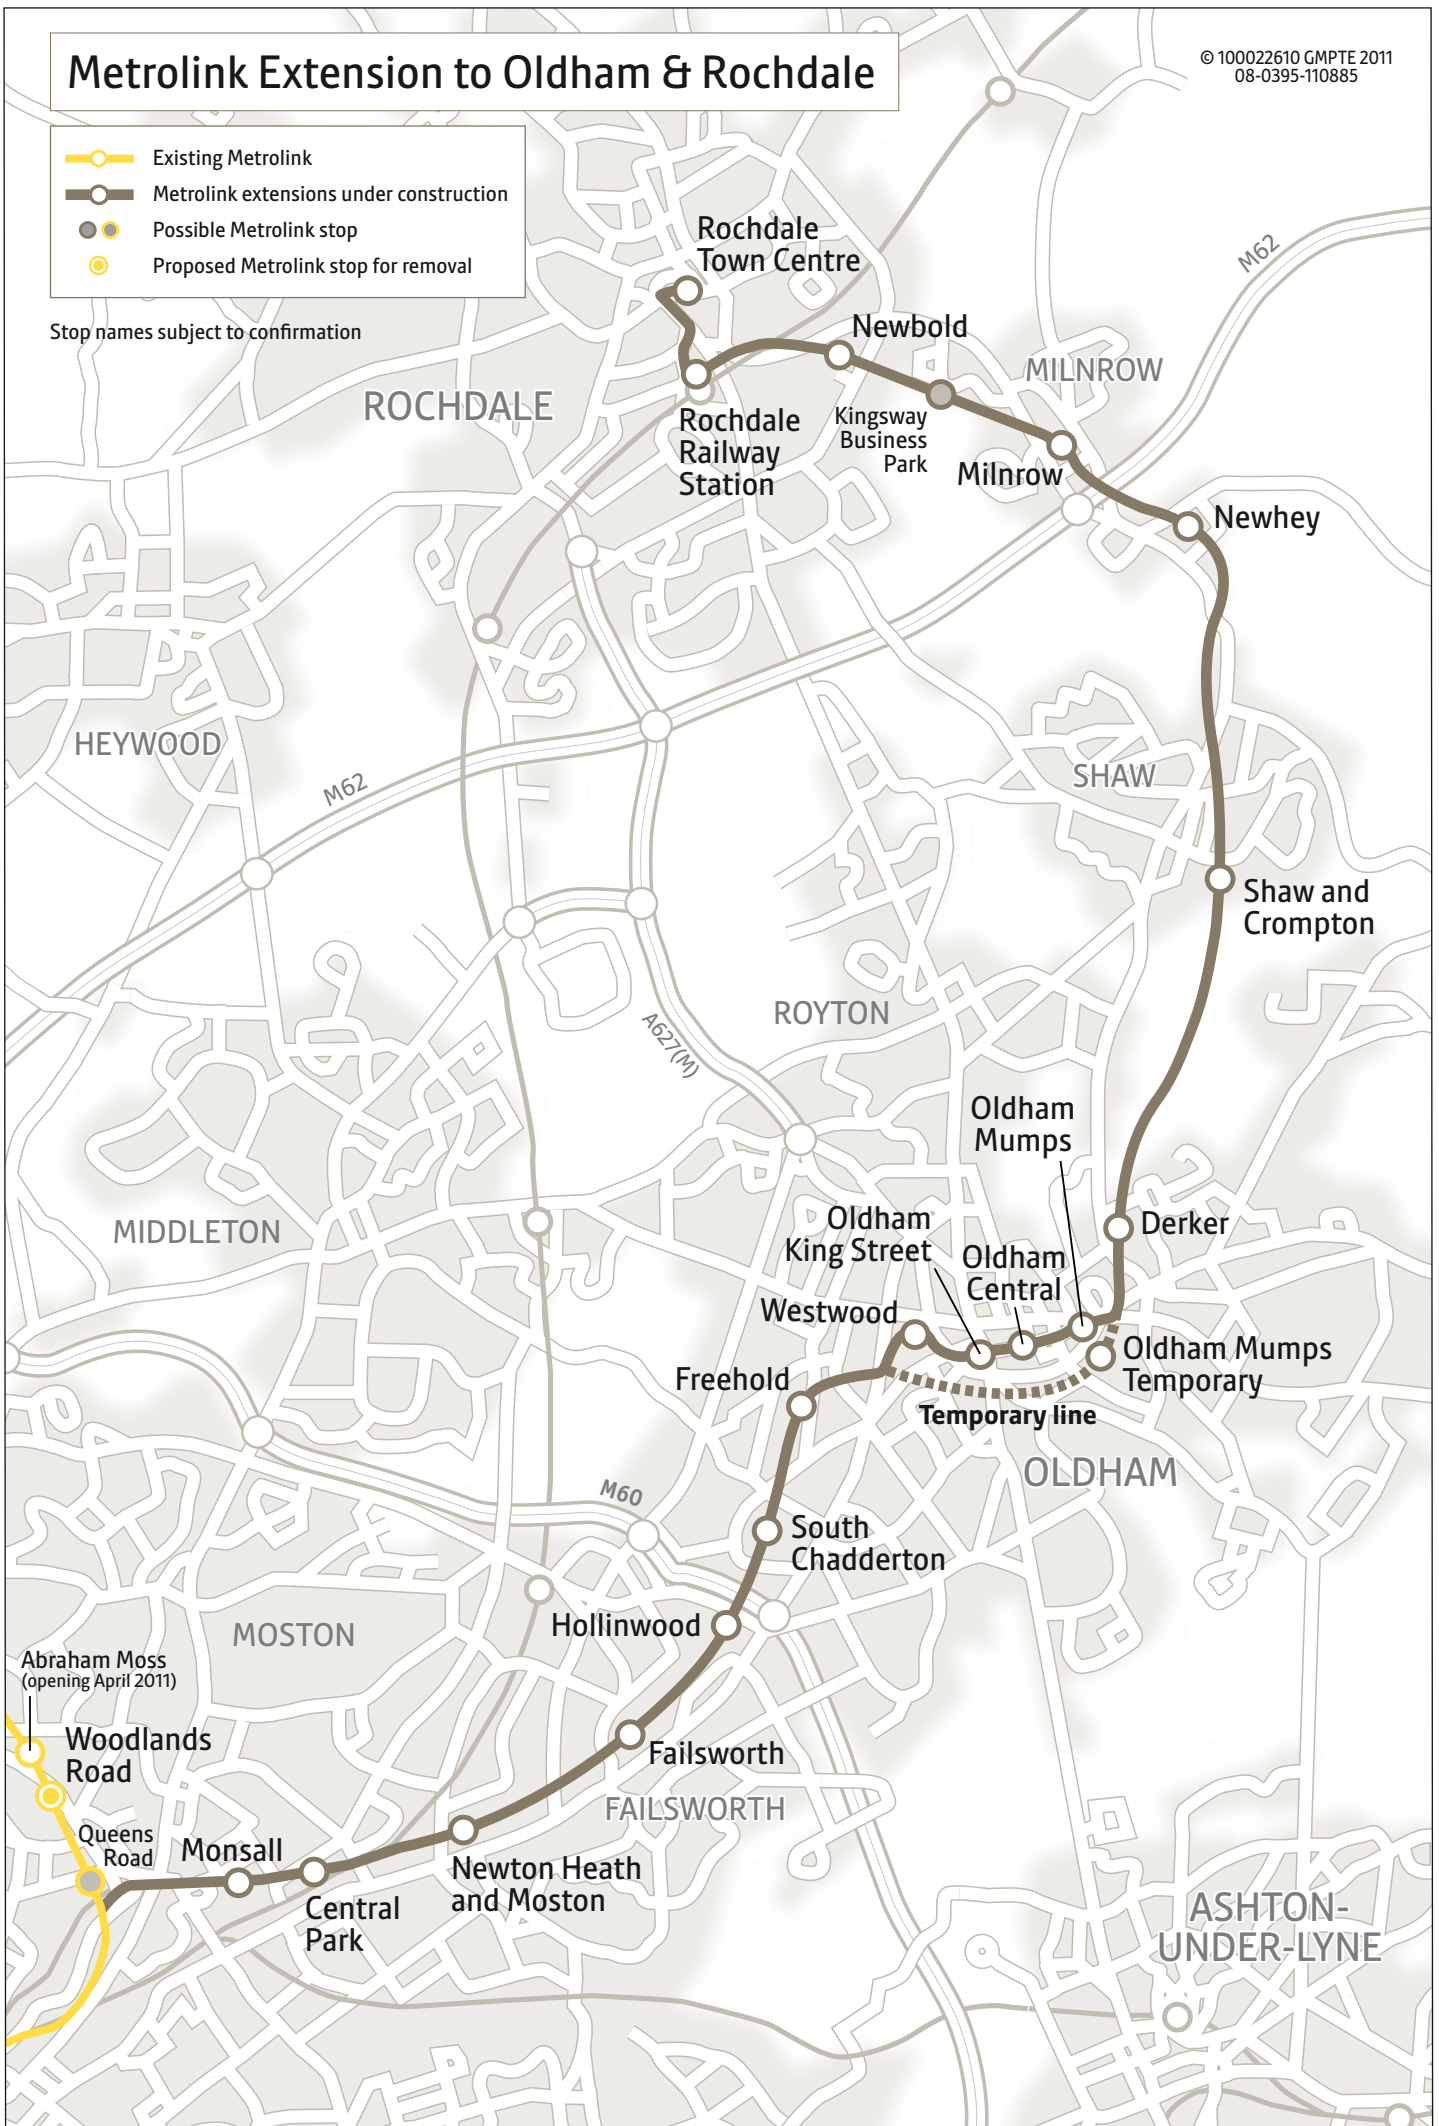 Metrolink Extension to Oldham & Rochdale
© 100022610 GMPTE 2011
08-0395-110885
Existing Metrolink
Metrolink extensions under construction
Possible Metrolink stop
Proposed Metrolink stop for removal
Stop names subject to confirmation
Rochdale
Town Centre
M62
Newbold
MILNROW
ROCHDALE
Rochdale
Railway
Station
Kingsway
Business
Park
Milnrow
Newhey
HEYWOOD
M62
SHAW
Shaw and
Crompton
ROYTON
A627(M)
Oldham
Mumps
MIDDLETON
Oldham
King Street
Derker
Oldham
Central
Westwood
Oldham Mumps
Temporary
Freehold
Temporary line
OLDHAM
M60
South
Chadderton
Hollinwood
MOSTON
Abraham Moss
(opening April 2011)
Woodlands
Road
Failsworth
FAILSWORTH
Queens
Road
Monsall
Newton Heath
and Moston
Central
Park
ASHTON-
UNDER-LYNE